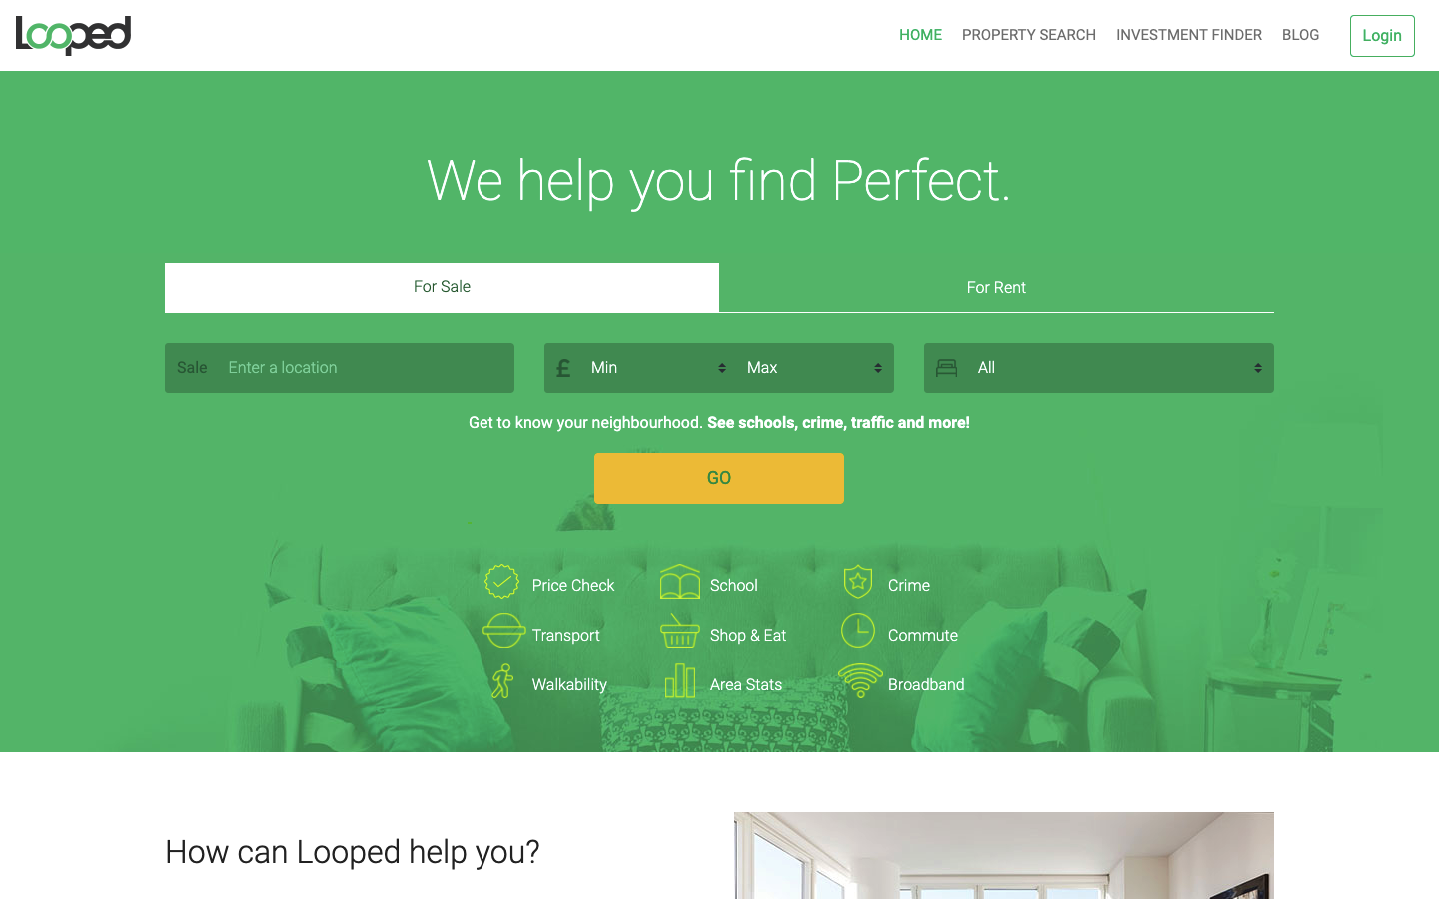 Looped
HOME PROPERTY SEARCH INVESTMENT FINDER BLOG Login
We help you find Perfect.
For Sale For Rent
Sale Enter a location £ Min Max All
Get to know your neighbourhood. See schools, crime, traffic and more!
GO
Price Check School Crime
Transport Shop & Eat Commute
Walkability Area Stats Broadband
How can Looped help you?